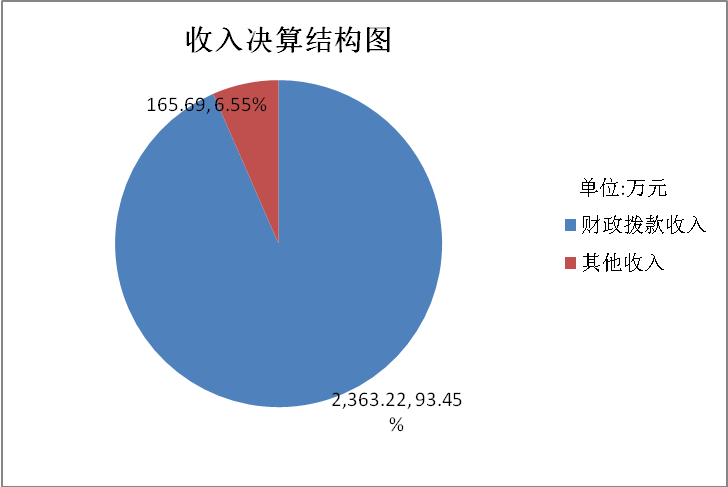 收入决算结构图
165.69, 6.55%
单位:万元
财政拨款收入
其他收入
2,363.22, 93.45
%